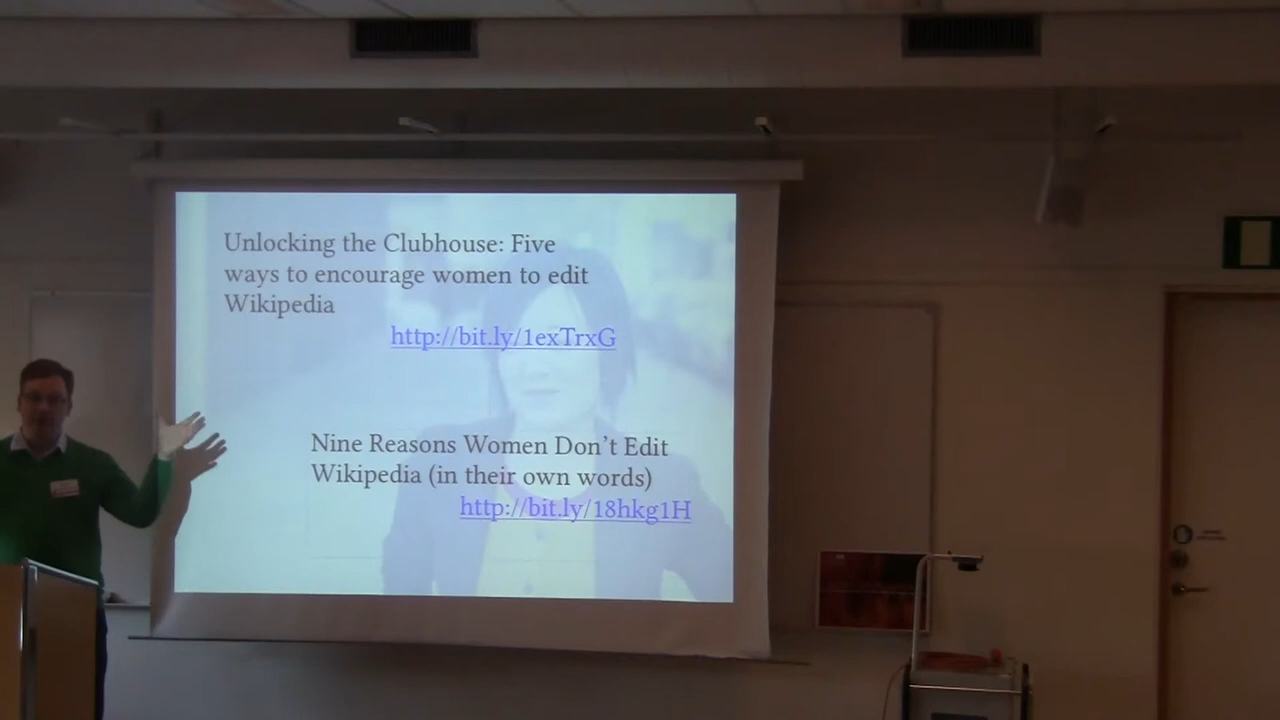 Unlocking the Clubhouse: Five
ways to encourage women to edit
Wikipedia
http://bit.ly/1exTrxG
Nine Reasons Women Don't Edit
Wikipedia (in their own words)
http://bit.ly/18hkg1H